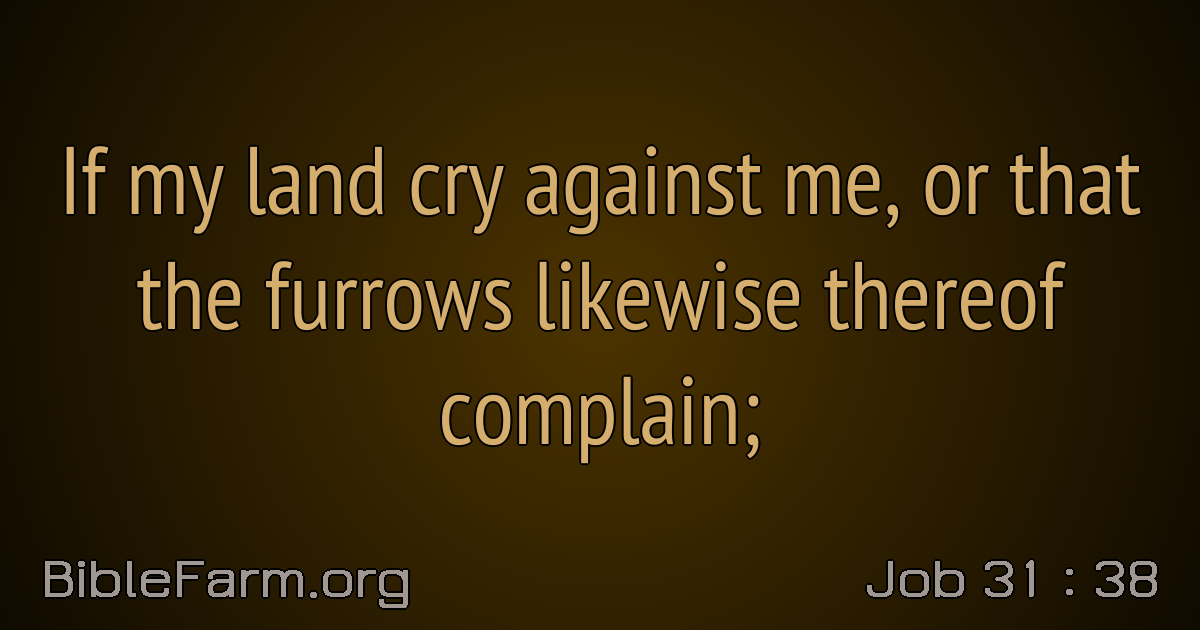 If my land cry against me, or that
the furrows likewise thereof
complain;
BibleFarm.org
Job 31 : 38